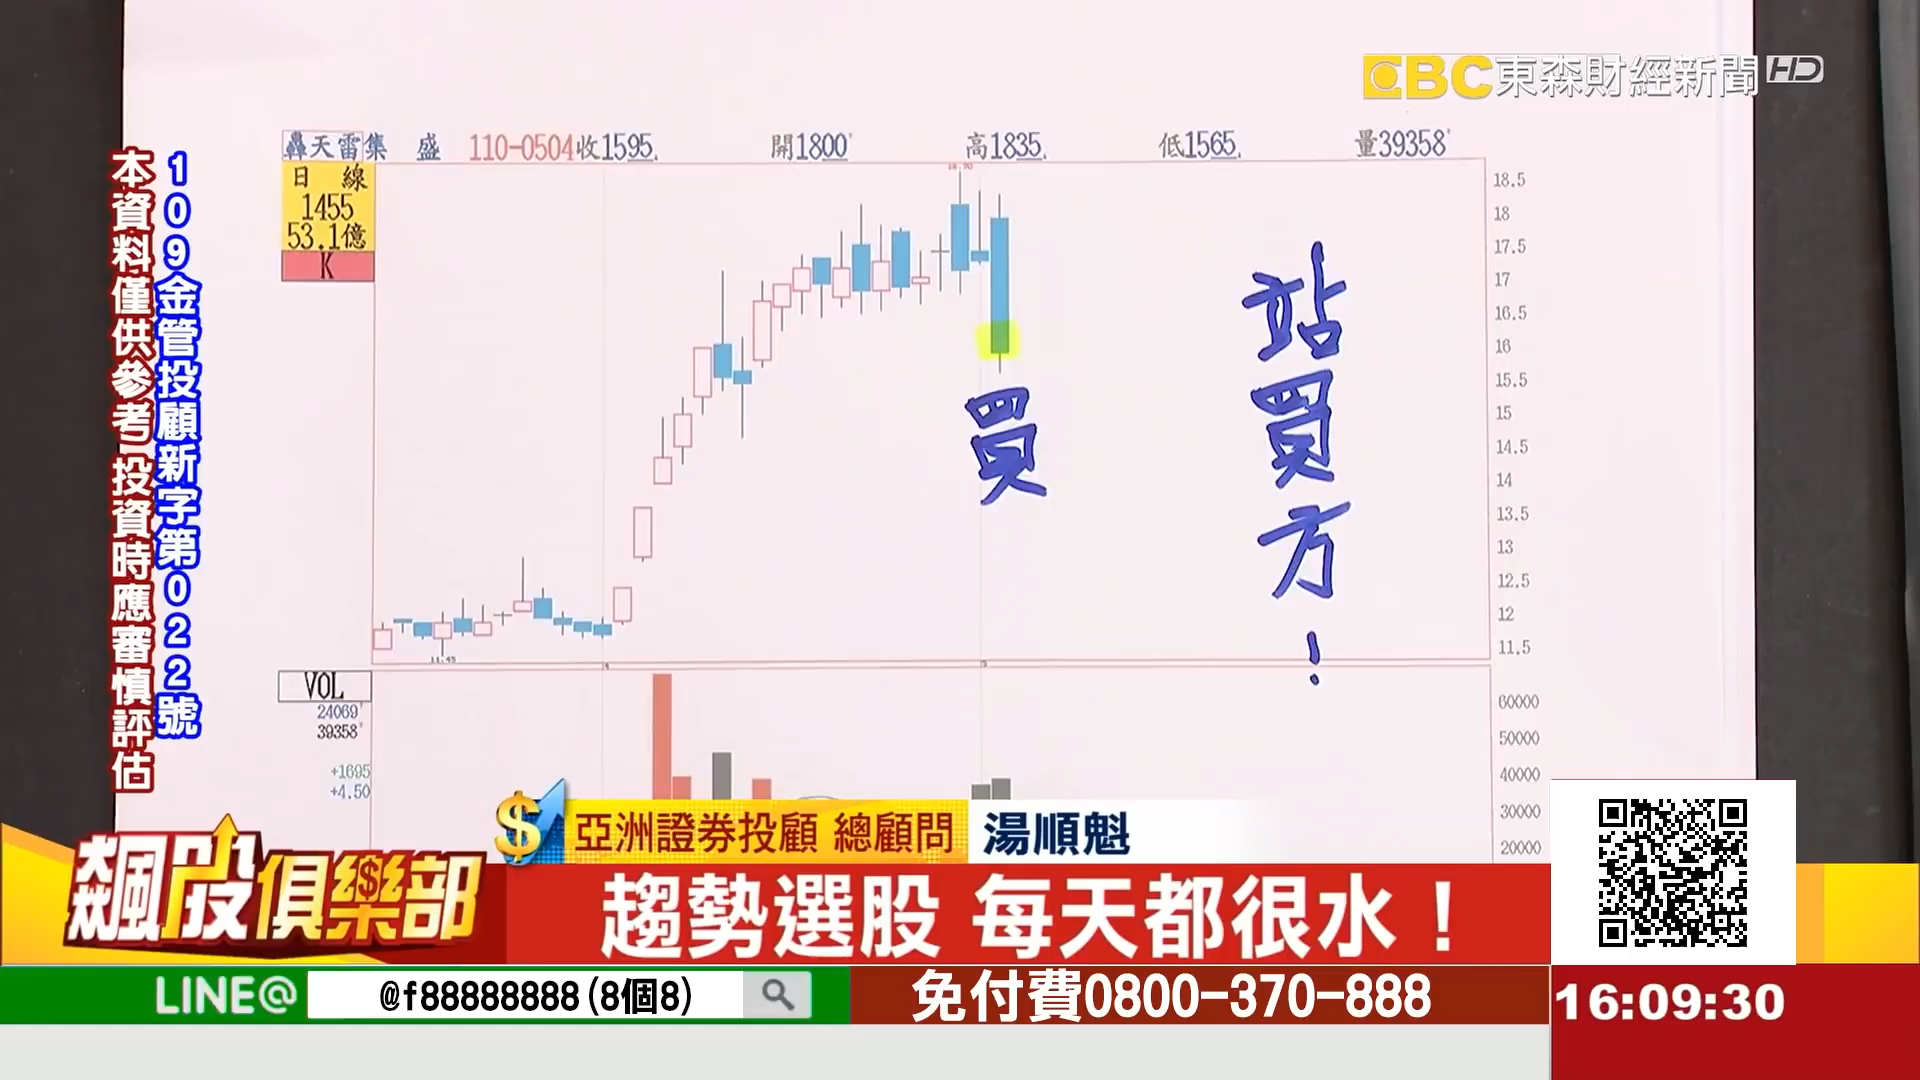 EBC東森財經新聞 HD
轟天雷集 盛 110-0504收1595. 開1800' 高1835. 低1565. 量39358'
日 線
1455
53.1億
K
18.70
18.5
18
17.5
17
16.5
16
15.5
15
14.5
14
13.5
13
12.5
12
11.5
11.45
4
5
買
站買方!
VOL
24069'
39358'
+1695
+4.50
60000
50000
40000
30000
20000
109金管投顧新字第022號
本資料僅供參考 投資時應審慎評估
亞洲證券投顧 總顧問 湯順魁
飆股俱樂部
趨勢選股 每天都很水!
LINE@ @f88888888(8個8)
免付費0800-370-888
16:09:30